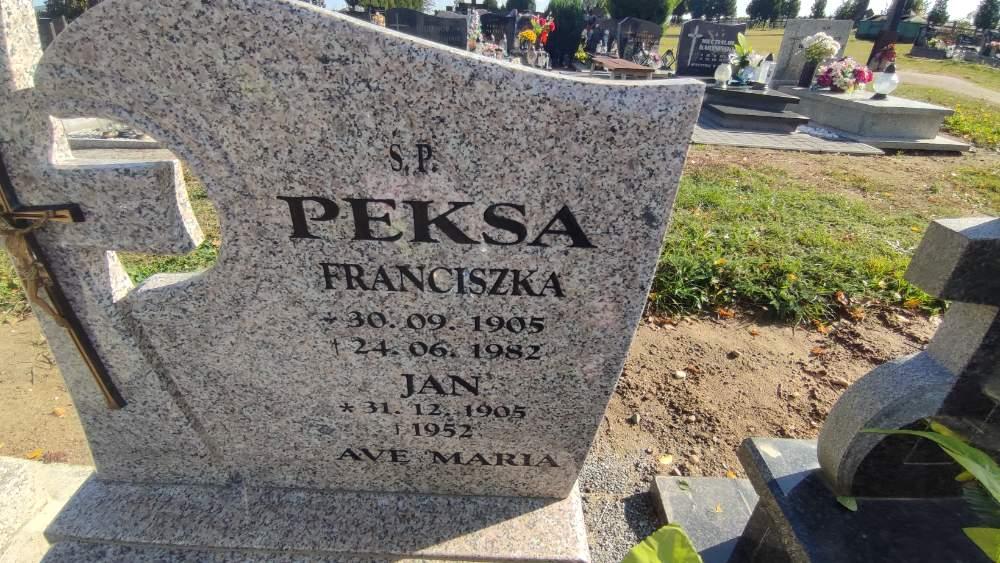 Ś.P.
PEKSA
FRANCISZKA
* 30. 09. 1905
† 24. 06. 1982
JAN
* 31. 12. 1905
† 1952
AVE MARIA